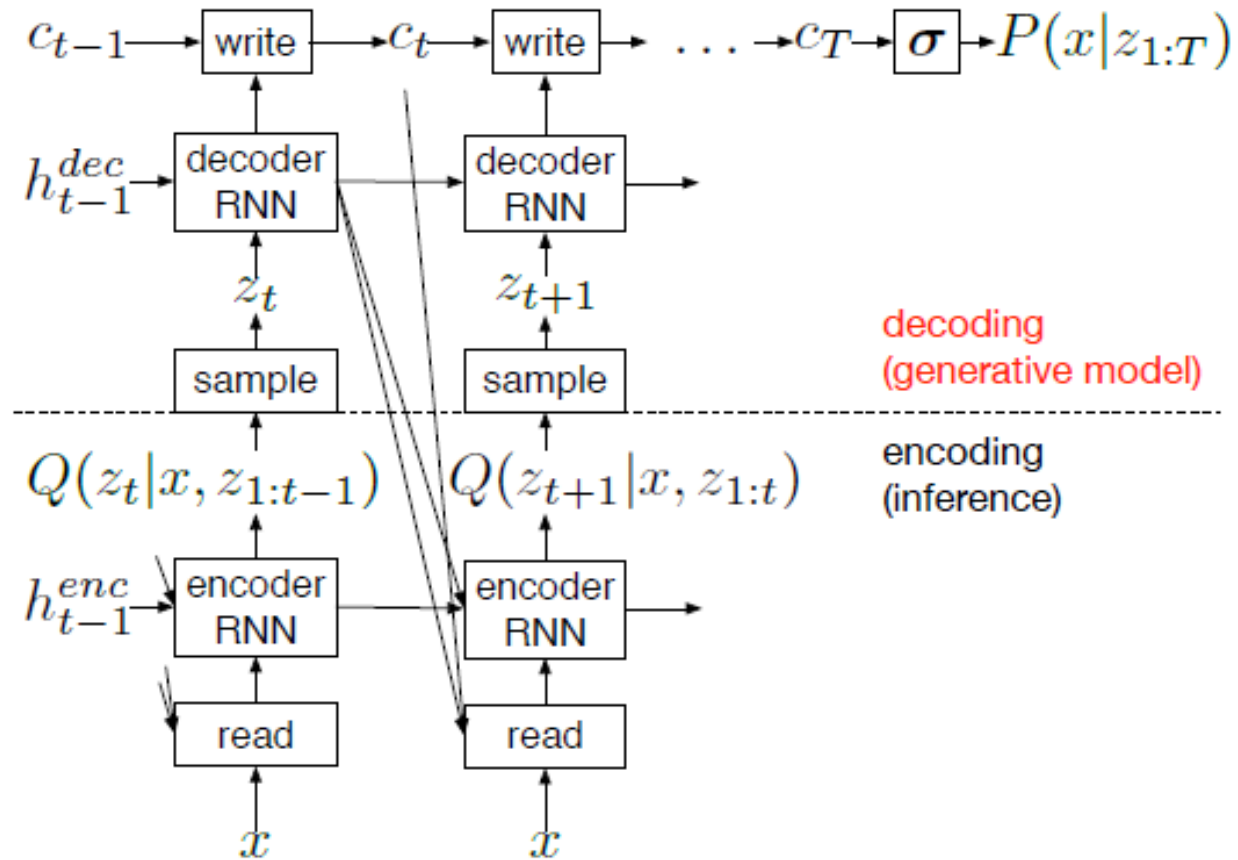 c_{t-1} write c_t write ... c_T σ P(x|z_{1:T})
h_{t-1}^{dec} decoder decoder
RNN RNN
z_t z_{t+1}
sample sample
decoding
(generative model)
Q(z_t|x, z_{1:t-1}) Q(z_{t+1}|x, z_{1:t})
encoding
(inference)
h_{t-1}^{enc} encoder encoder
RNN RNN
read read
x x